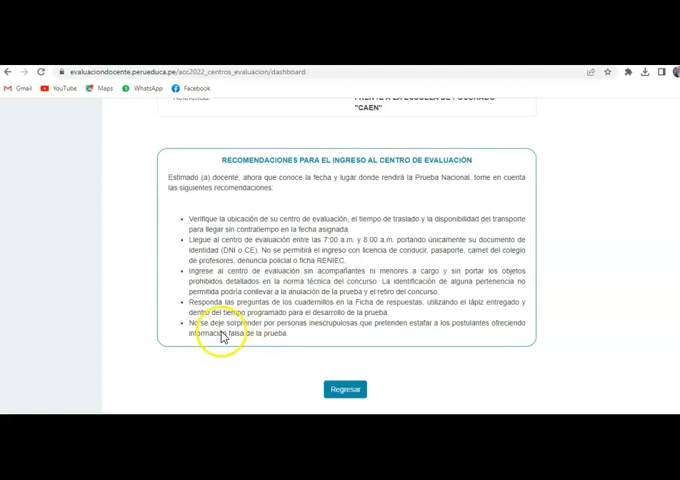 evaluaciondocente.perueduca.pe/acc2022_centros_evaluacion/dashboard
Gmail YouTube Maps WhatsApp Facebook
Referencia: FRENTE A LA ESCUELA DE POSGRADO
"CAEN"
RECOMENDACIONES PARA EL INGRESO AL CENTRO DE EVALUACIÓN
Estimado (a) docente, ahora que conoce la fecha y lugar donde rendirá la Prueba Nacional, tome en cuenta
las siguientes recomendaciones:
• Verifique la ubicación de su centro de evaluación, el tiempo de traslado y la disponibilidad del transporte
para llegar sin contratiempo en la fecha asignada.
• Llegue al centro de evaluación entre las 7:00 a.m. y 8:00 a.m. portando únicamente su documento de
identidad (DNI o CE). No se permitirá el ingreso con licencia de conducir, pasaporte, carnet del colegio
de profesores, denuncia policial o ficha RENIEC.
• Ingrese al centro de evaluación sin acompañantes ni menores a cargo y sin portar los objetos
prohibidos detallados en la norma técnica del concurso. La identificación de alguna pertenencia no
permitida podría conllevar a la anulación de la prueba y el retiro del concurso.
• Responda las preguntas de los cuadernillos en la Ficha de respuestas, utilizando el lápiz entregado y
dentro del tiempo programado para el desarrollo de la prueba.
• No se deje sorprender por personas inescrupulosas que pretenden estafar a los postulantes ofreciendo
información falsa de la prueba.
Regresar